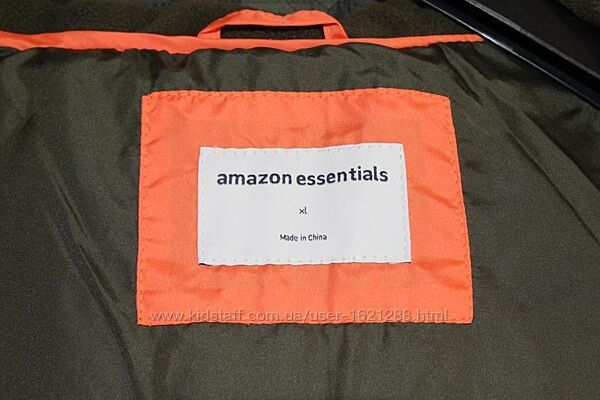 amazon essentials
xl
Made in China
www.kidstaff.com.ua/user-1621288.html